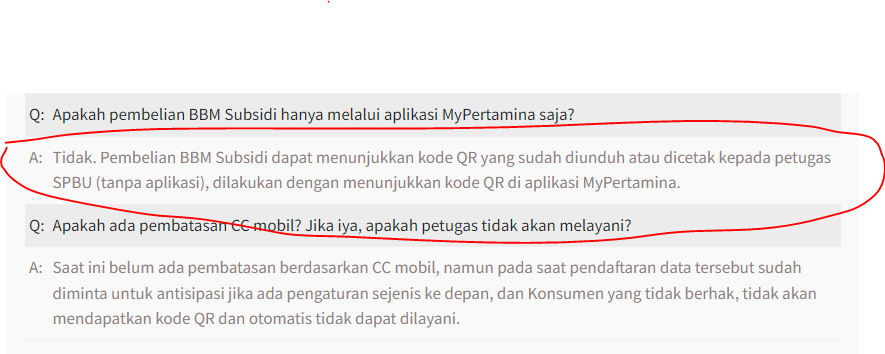 Q: Apakah pembelian BBM Subsidi hanya melalui aplikasi MyPertamina saja?
A: Tidak. Pembelian BBM Subsidi dapat menunjukkan kode QR yang sudah diunduh atau dicetak kepada petugas
SPBU (tanpa aplikasi), dilakukan dengan menunjukkan kode QR di aplikasi MyPertamina.
Q: Apakah ada pembatasan CC mobil? Jika iya, apakah petugas tidak akan melayani?
A: Saat ini belum ada pembatasan berdasarkan CC mobil, namun pada saat pendaftaran data tersebut sudah
diminta untuk antisipasi jika ada pengaturan sejenis ke depan, dan Konsumen yang tidak berhak, tidak akan
mendapatkan kode QR dan otomatis tidak dapat dilayani.